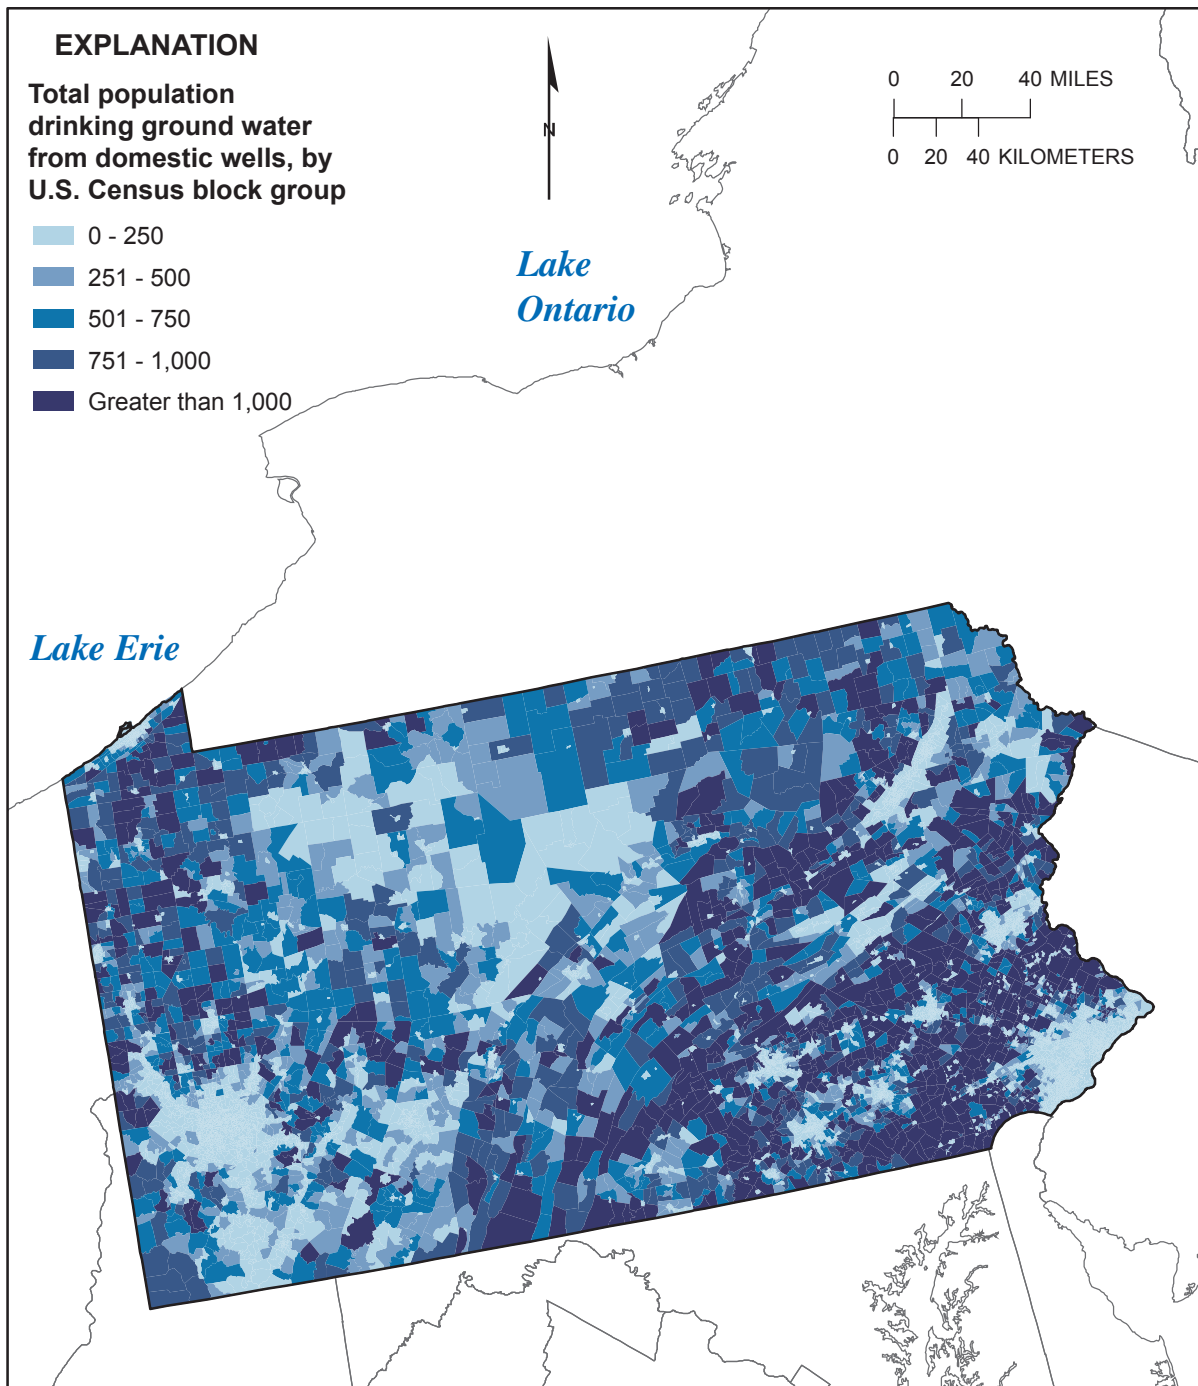 EXPLANATION
Total population
drinking ground water
from domestic wells, by
U.S. Census block group
0 - 250
251 - 500
501 - 750
751 - 1,000
Greater than 1,000
N
0 20 40 MILES
0 20 40 KILOMETERS
Lake
Ontario
Lake Erie